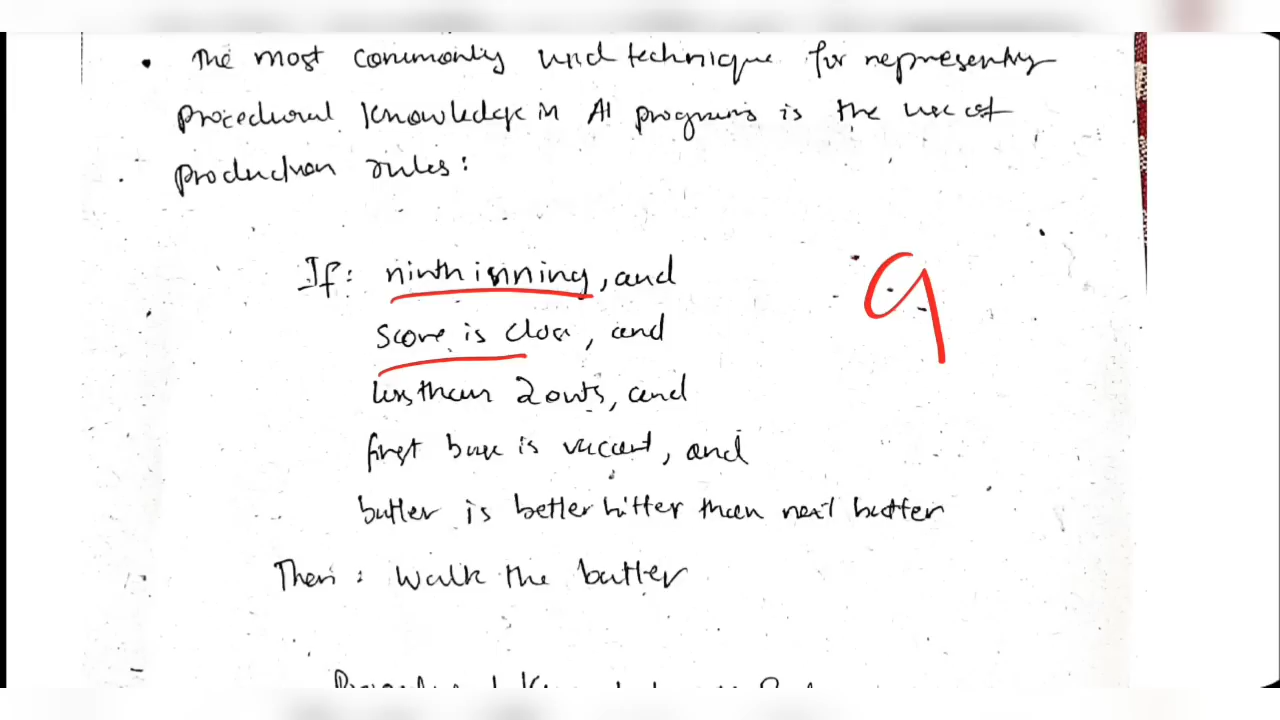 • The most commonly used technique for representing
procedural knowledge in AI programs is the use of
production rules:
If: ninth inning, and
score is close, and
less than 2 outs, and
first base is vacant, and
batter is better hitter than next batter
Then: Walk the batter
9